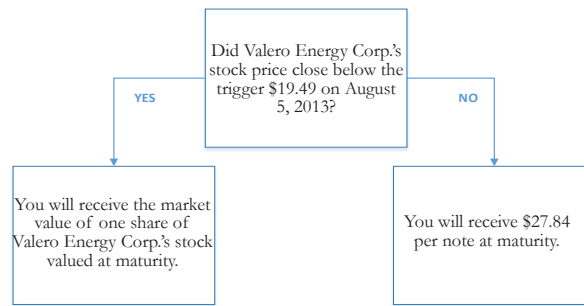 Did Valero Energy Corp.'s
stock price close below the
trigger $19.49 on August
5, 2013?
YES
NO
You will receive the market
value of one share of
Valero Energy Corp.'s stock
valued at maturity.
You will receive $27.84
per note at maturity.